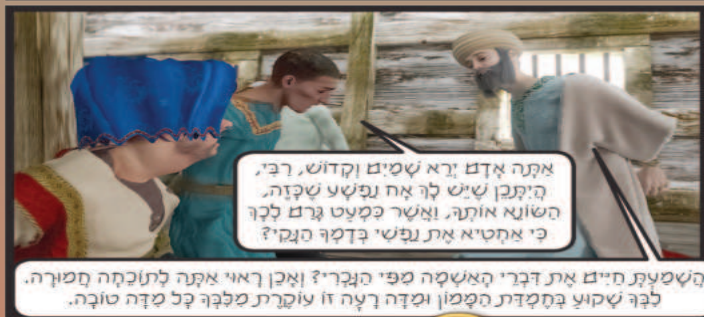 אַתָּה אָדָם יְרֵא שָׁמַיִם וְקָדוֹשׁ, רַבִּי,
הֲיִתָּכֵן שֶׁיֵּשׁ לְךָ אָח נִפְשָׁע שֶׁכָּזֶה,
הַשּׂוֹנֵא אוֹתְךָ, וַאֲשֶׁר כִּמְעַט גָּרַם לְכָךְ
כִּי אַחְטִיא אֶת נַפְשִׁי בְּדָמְךָ הַנָּקִי?
הֲשָׁמַעְתָּ חַיִּים אֶת דִּבְרֵי הָאַשְׁמָה מִפִּי הַנָּכְרִי? וְאָכֵן רָאוּי אַתָּה לְתוֹכָחָה חֲמוּרָה.
לִבְּךָ שָׁקוּעַ בְּחֶמְדַּת הַמָּמוֹן וּמִדָּה רָעָה זוֹ עוֹקֶרֶת מִלִּבְּךָ כָּל מִדָּה טוֹבָה.